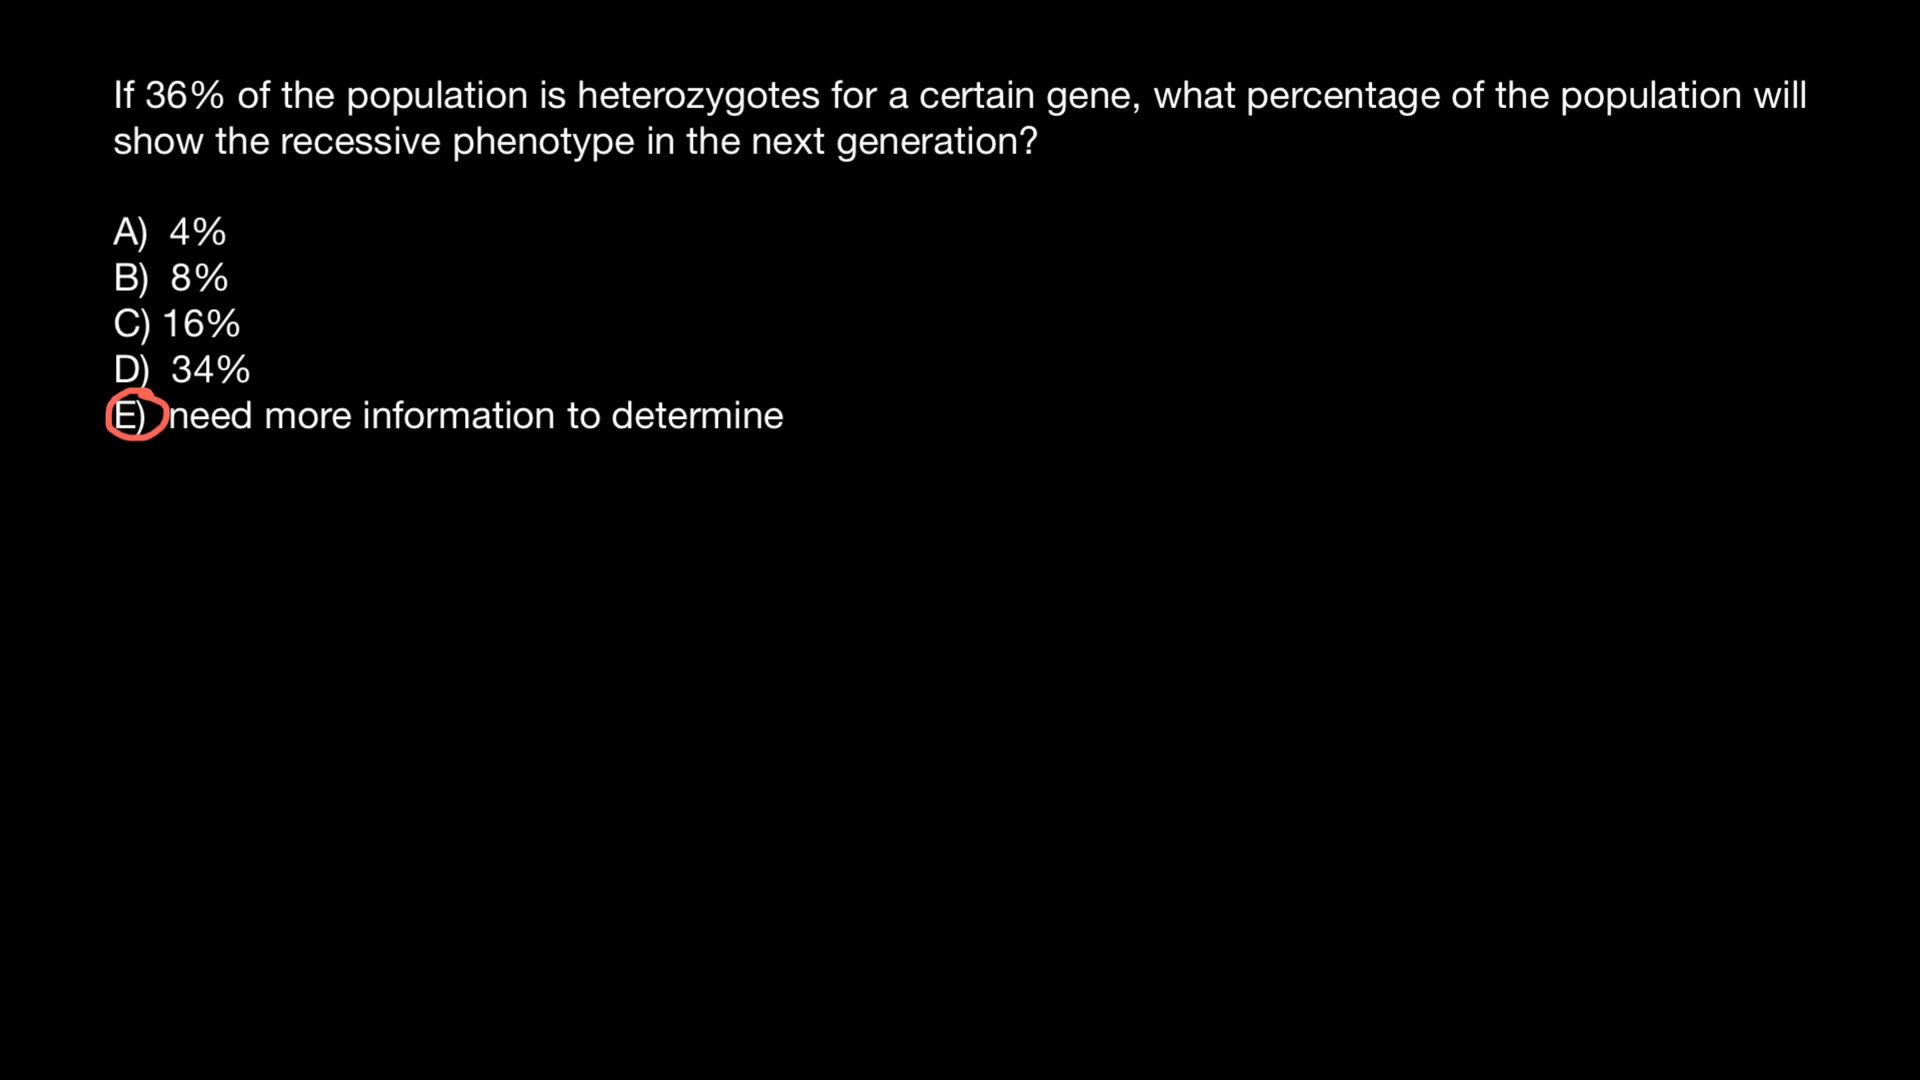 If 36% of the population is heterozygotes for a certain gene, what percentage of the population will
show the recessive phenotype in the next generation?
A) 4%
B) 8%
C) 16%
D) 34%
E) need more information to determine